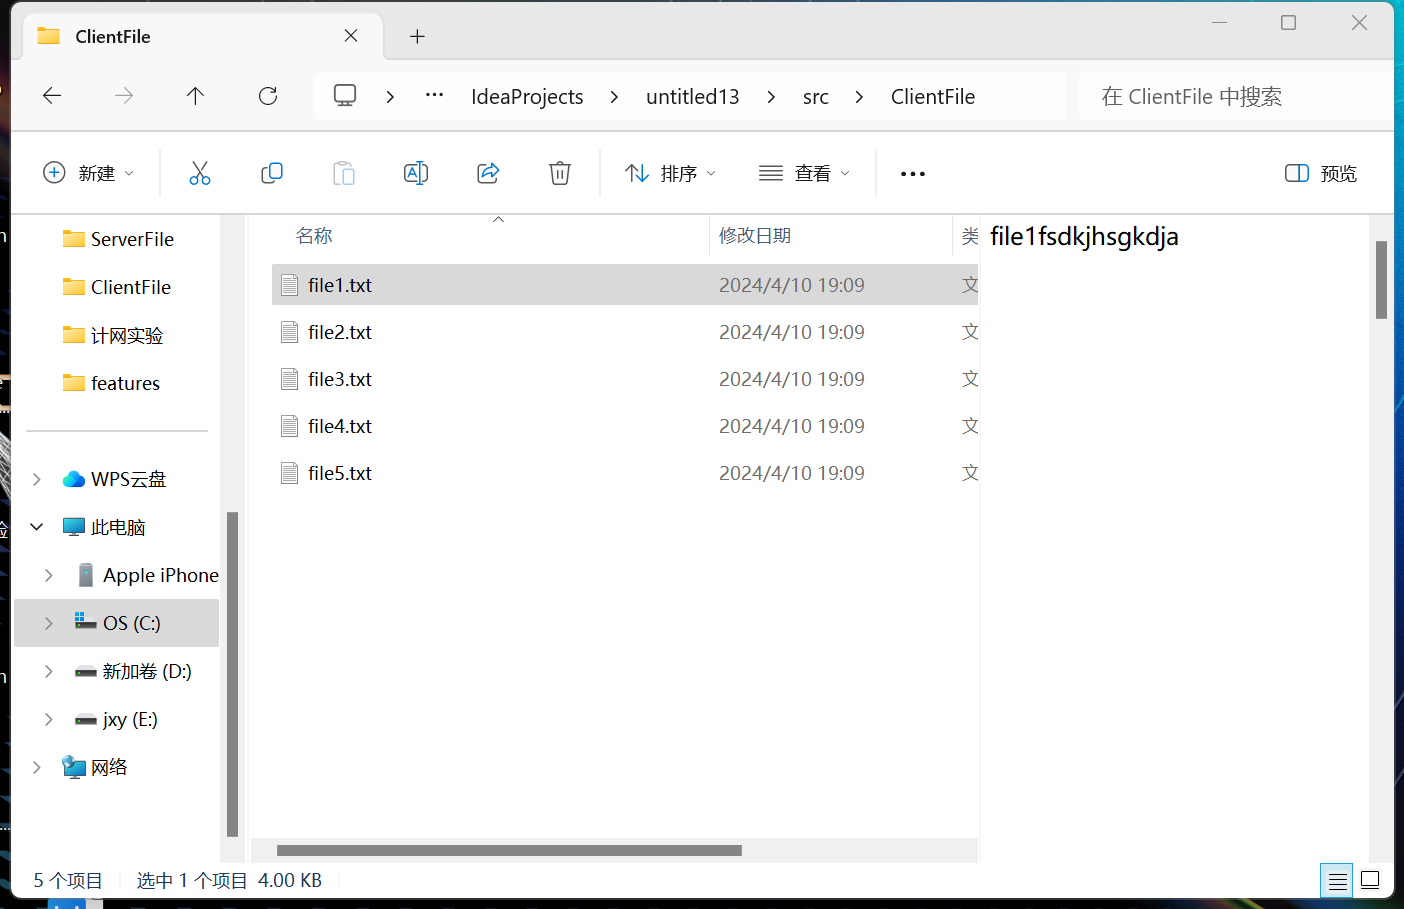 ClientFile
IdeaProjects
untitled13
src
ClientFile
在 ClientFile 中搜索
新建
排序
查看
预览
ServerFile
ClientFile
计网实验
features
WPS云盘
此电脑
Apple iPhone
OS (C:)
新加卷 (D:)
jxy (E:)
网络
名称 修改日期 类
file1.txt 2024/4/10 19:09 文
file2.txt 2024/4/10 19:09 文
file3.txt 2024/4/10 19:09 文
file4.txt 2024/4/10 19:09 文
file5.txt 2024/4/10 19:09 文
file1fsdkjhsgkdja
5 个项目 选中 1 个项目 4.00 KB